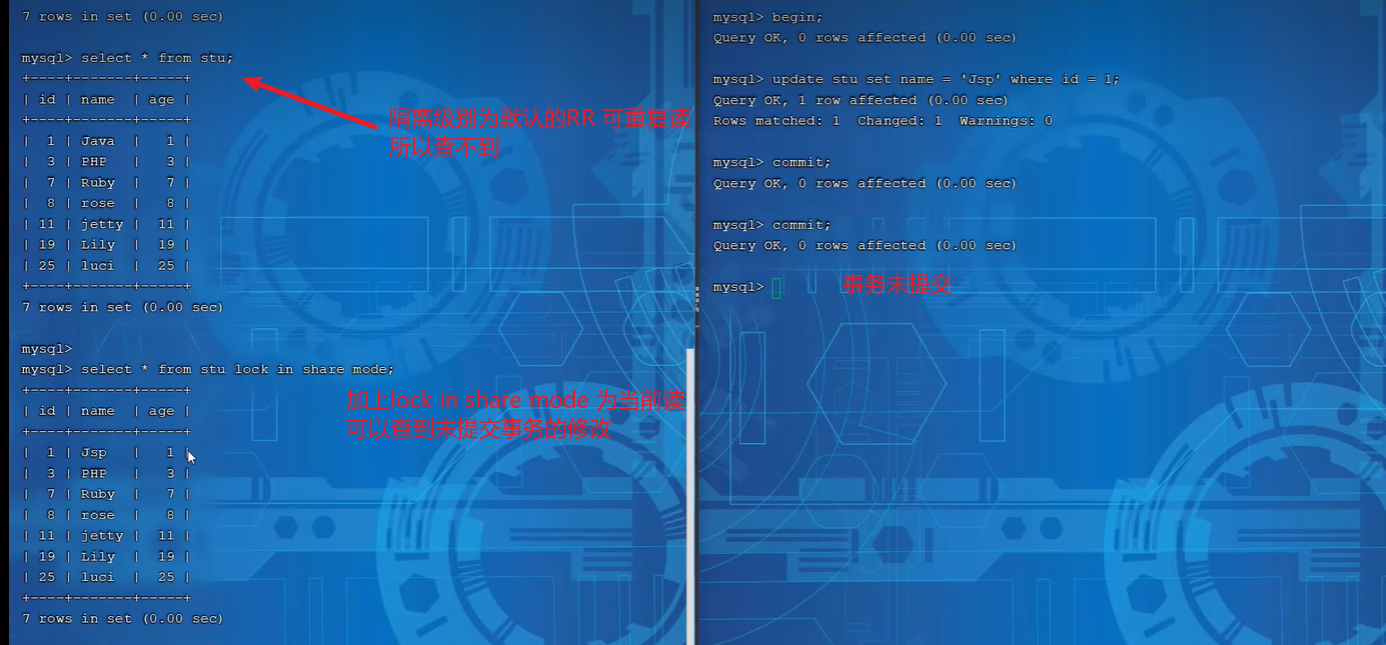 7 rows in set (0.00 sec)
mysql> select * from stu;
+----+-------+-----+
| id | name  | age |
+----+-------+-----+
|  1 | Java  |   1 |
|  3 | PHP   |   3 |
|  7 | Ruby  |   7 |
|  8 | rose  |   8 |
| 11 | jetty |  11 |
| 19 | Lily  |  19 |
| 25 | luci  |  25 |
+----+-------+-----+
7 rows in set (0.00 sec)
隔离级别为默认的RR 可重复读
所以查不到
mysql>
mysql> select * from stu lock in share mode;
+----+-------+-----+
| id | name  | age |
+----+-------+-----+
|  1 | Jsp   |   1 |
|  3 | PHP   |   3 |
|  7 | Ruby  |   7 |
|  8 | rose  |   8 |
| 11 | jetty |  11 |
| 19 | Lily  |  19 |
| 25 | luci  |  25 |
+----+-------+-----+
7 rows in set (0.00 sec)
加上lock in share mode 为当前读
可以查到未提交事务的修改
mysql> begin;
Query OK, 0 rows affected (0.00 sec)
mysql> update stu set name = 'Jsp' where id = 1;
Query OK, 1 row affected (0.00 sec)
Rows matched: 1  Changed: 1  Warnings: 0
mysql> commit;
Query OK, 0 rows affected (0.00 sec)
mysql> commit;
Query OK, 0 rows affected (0.00 sec)
mysql>
事务未提交